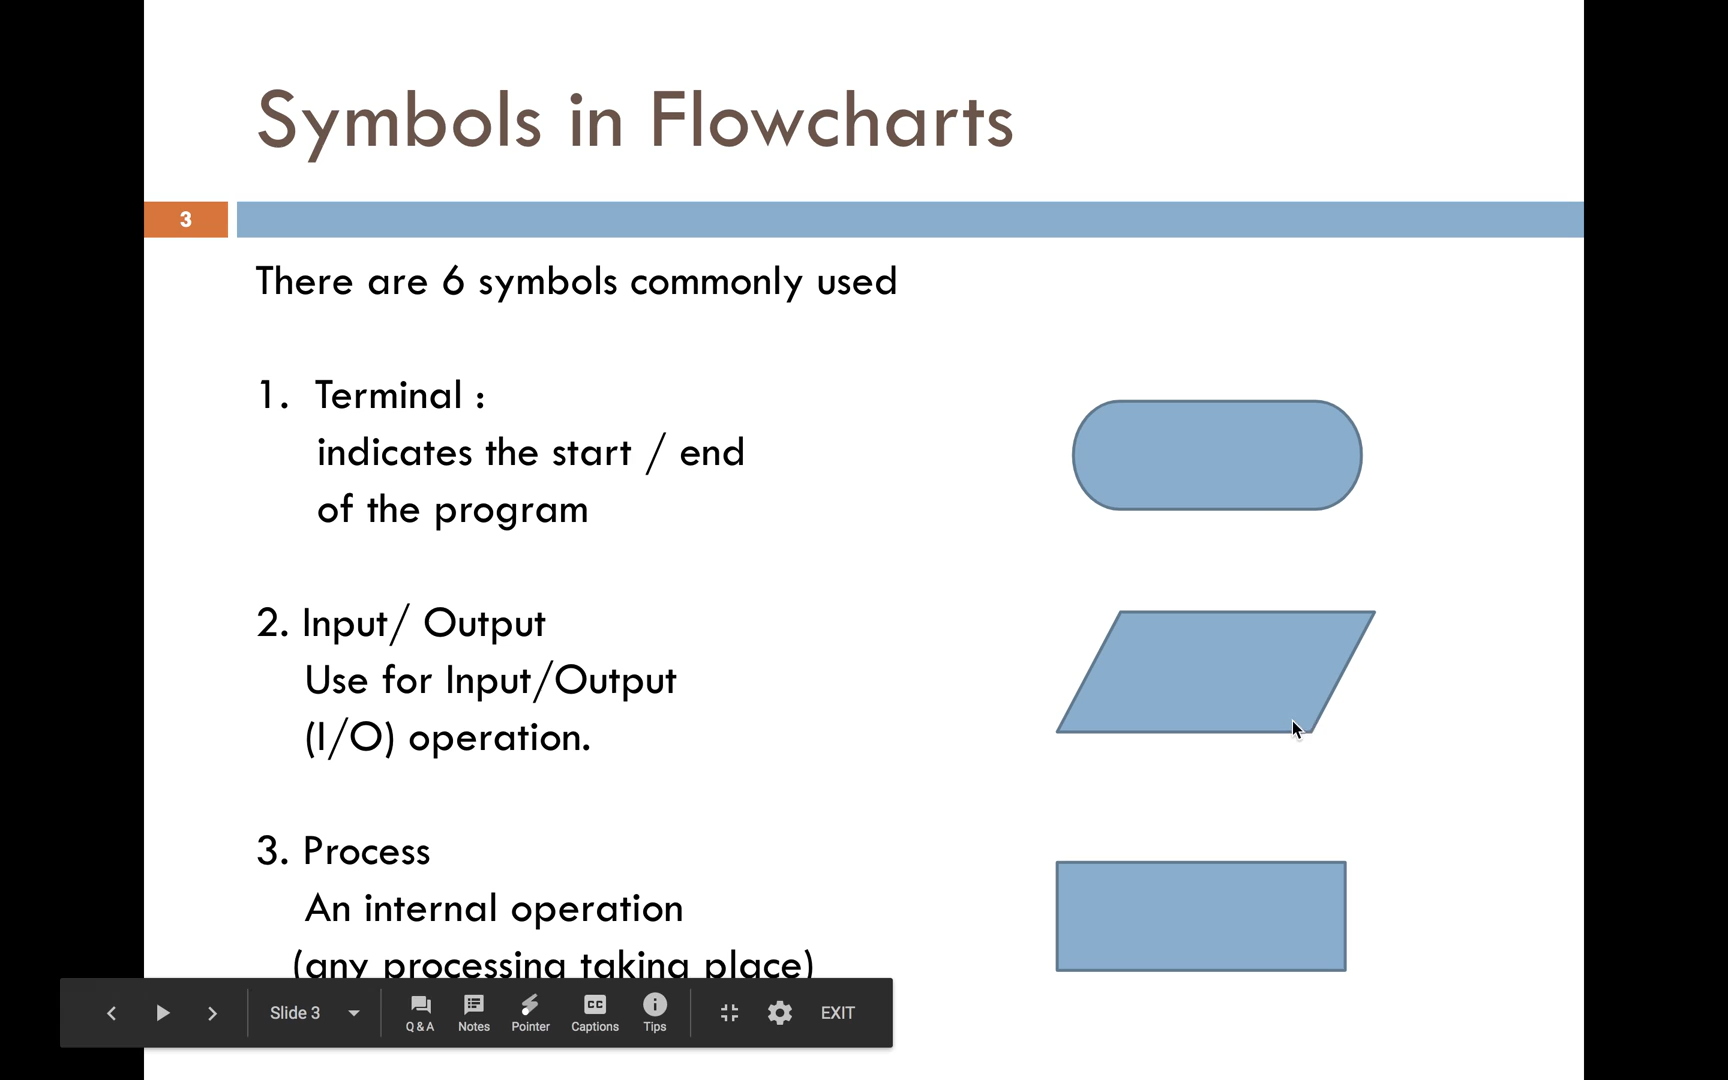 Symbols in Flowcharts
3
There are 6 symbols commonly used
1. Terminal :
indicates the start / end
of the program
2. Input/ Output
Use for Input/Output
(I/O) operation.
3. Process
An internal operation
(any processing taking place)
Slide 3
Q & A
Notes
Pointer
CC
Captions
Tips
EXIT